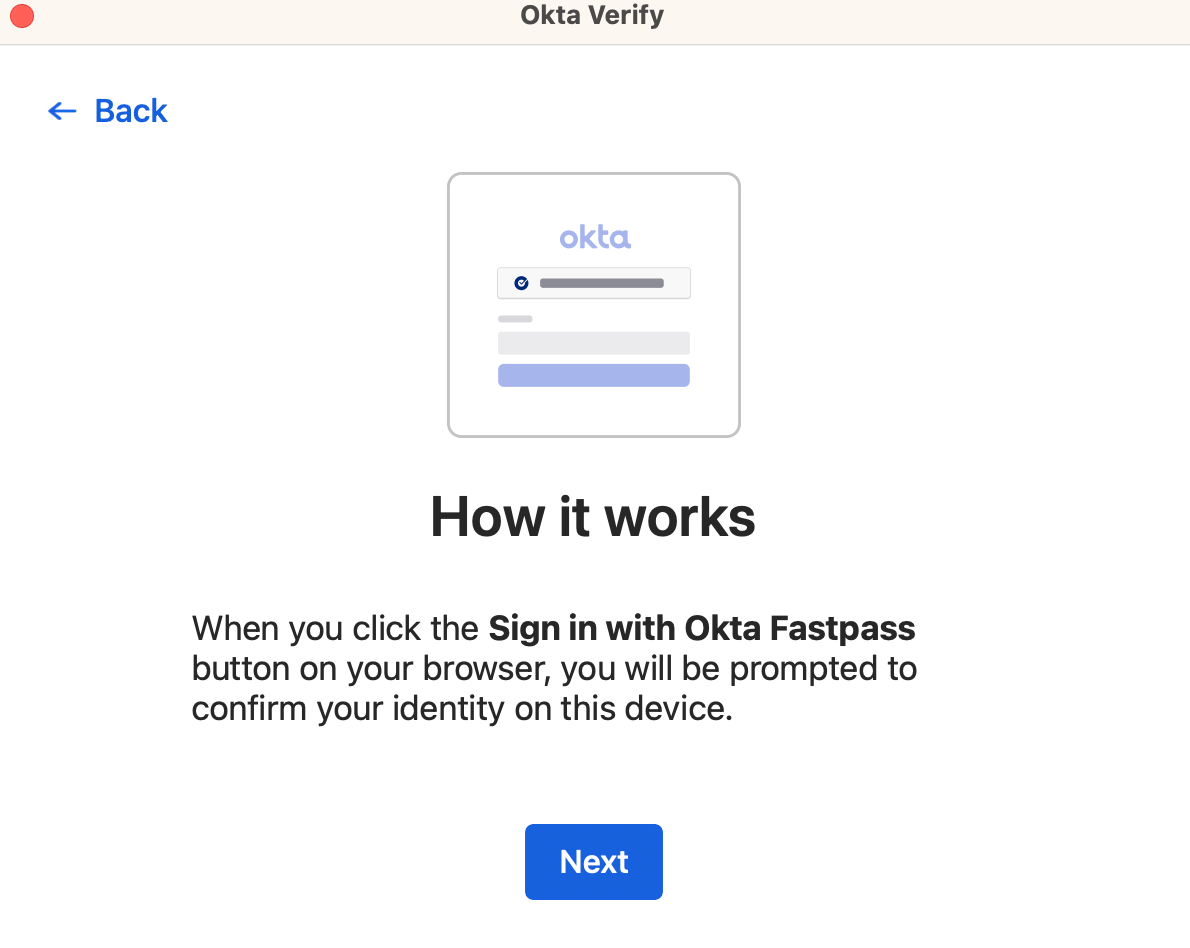 Okta Verify
← Back
okta
How it works
When you click the Sign in with Okta Fastpass
button on your browser, you will be prompted to
confirm your identity on this device.
Next